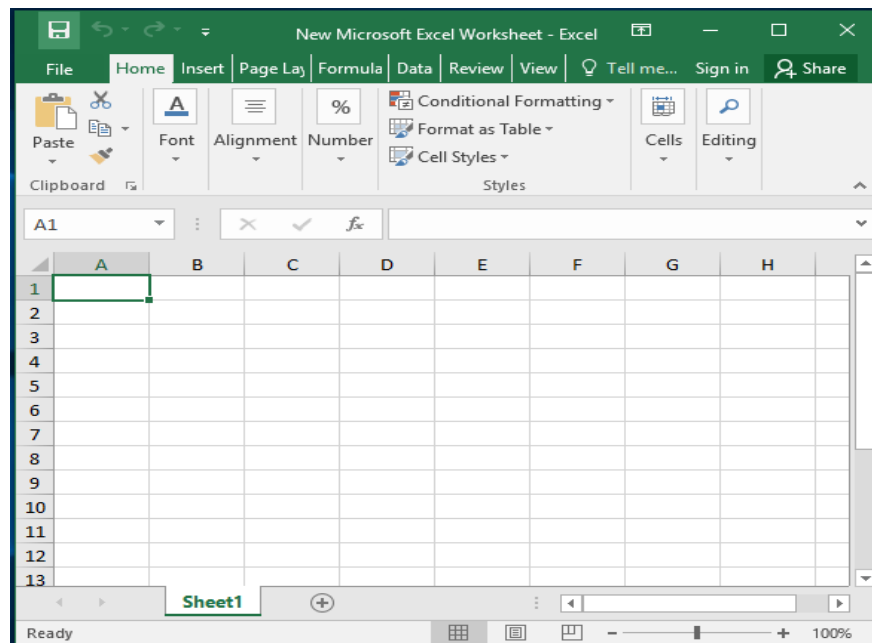 New Microsoft Excel Worksheet - Excel
File Home Insert Page Lay Formula Data Review View Tell me... Sign in Share
Paste
Clipboard
A
Font
Alignment
%
Number
Conditional Formatting
Format as Table
Cell Styles
Styles
Cells
Editing
A1 fx
A B C D E F G H
1
2
3
4
5
6
7
8
9
10
11
12
13
Sheet1
Ready 100%